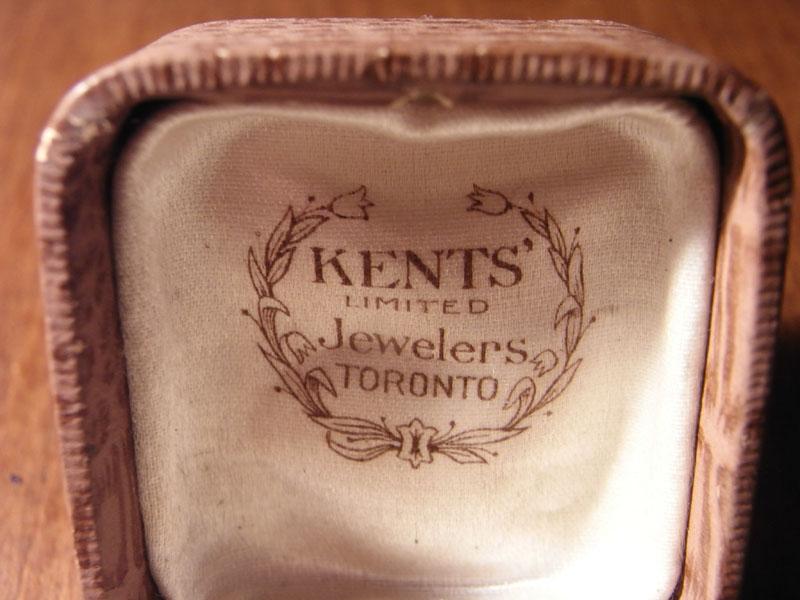 KENTS'
LIMITED
Jewelers
TORONTO